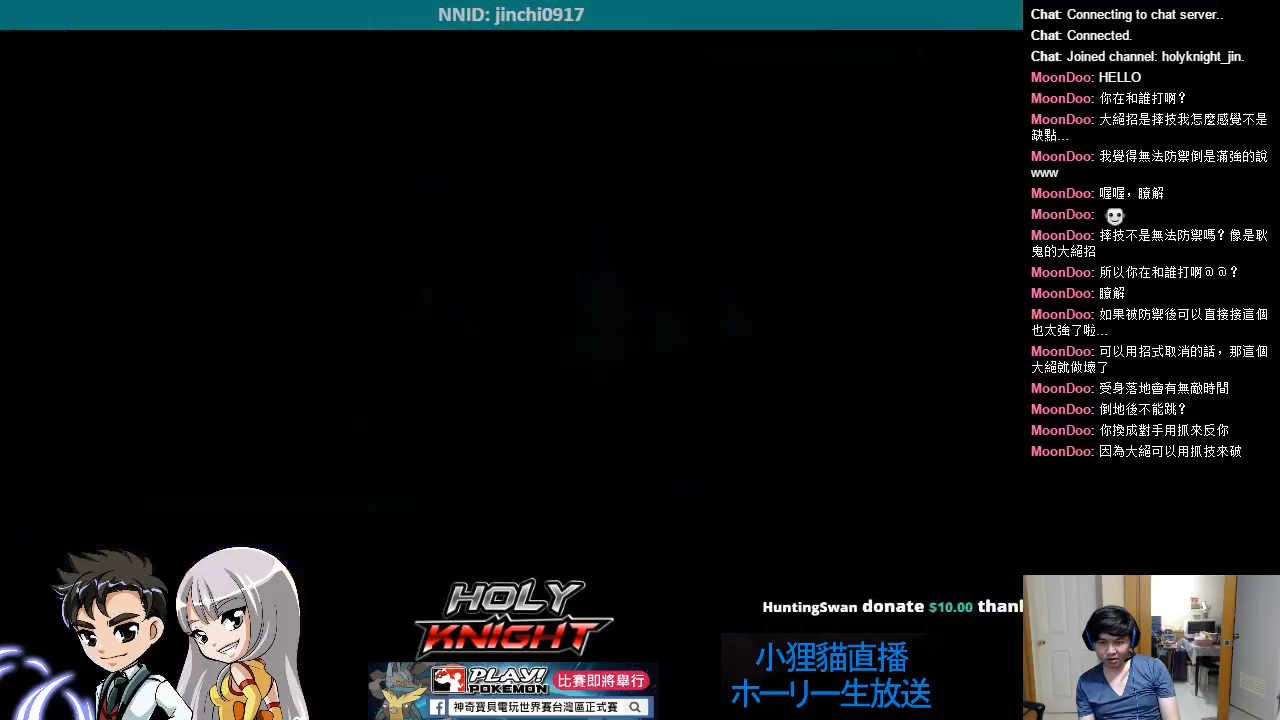 NNID: jinchi0917
Chat: Connecting to chat server..
Chat: Connected.
Chat: Joined channel: holyknight_jin.
MoonDoo: HELLO
MoonDoo: 你在和誰打啊?
MoonDoo: 大絕招是摔技我怎麼感覺不是
缺點...
MoonDoo: 我覺得無法防禦倒是滿強的說
www
MoonDoo: 喔喔，瞭解
MoonDoo:
MoonDoo: 摔技不是無法防禦嗎? 像是耿
鬼的大絕招
MoonDoo: 所以你在和誰打啊@@?
MoonDoo: 瞭解
MoonDoo: 如果被防禦後可以直接接這個
也太強了啦...
MoonDoo: 可以用招式取消的話，那這個
大絕就做壞了
MoonDoo: 受身落地會有無敵時間
MoonDoo: 倒地後不能跳?
MoonDoo: 你換成對手用抓來反你
MoonDoo: 因為大絕可以用抓技來破
HOLY
KNIGHT
HuntingSwan donate $10.00 thank
PLAY!
POKEMON
比賽即將舉行
神奇寶貝電玩世界賽台灣區正式賽
小狸貓直播
ホーリー生放送